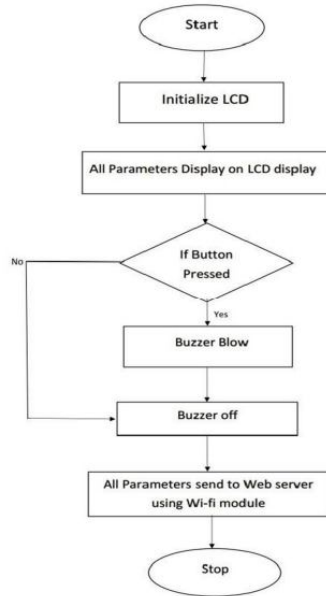 Start
Initialize LCD
All Parameters Display on LCD display
If Button
Pressed
No
Yes
Buzzer Blow
Buzzer off
All Parameters send to Web server
using Wi-fi module
Stop